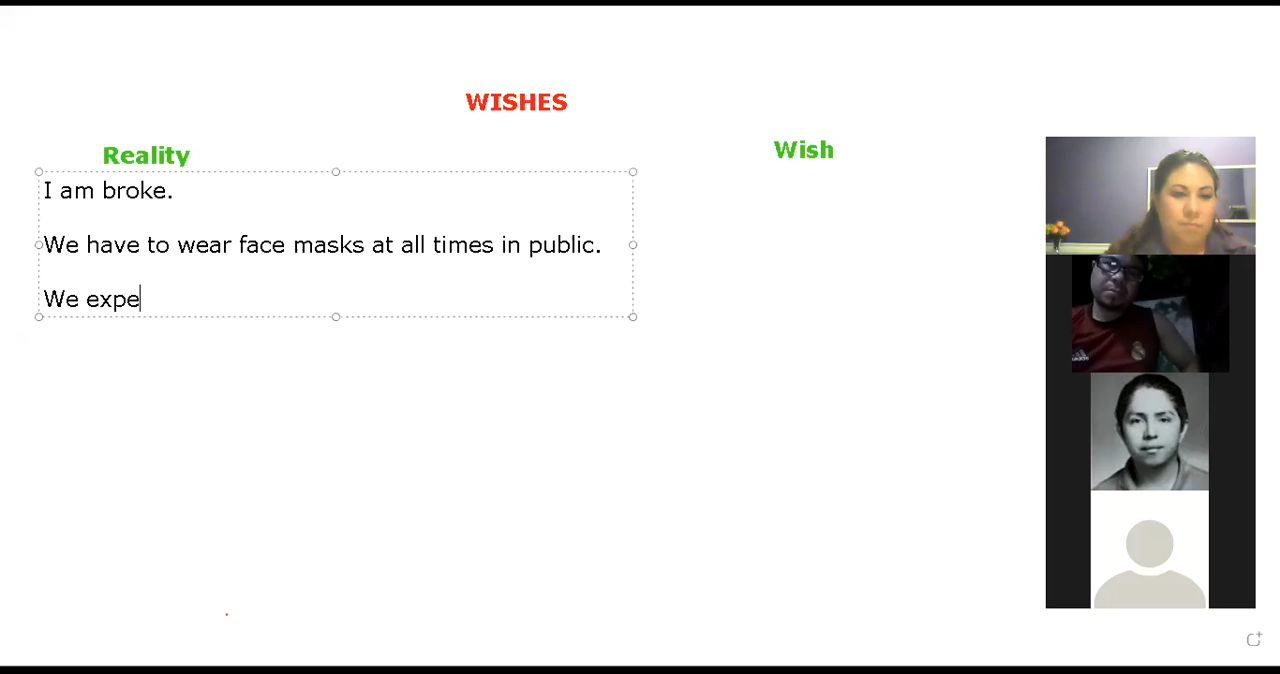 WISHES
Reality
Wish
I am broke.
We have to wear face masks at all times in public.
We expe